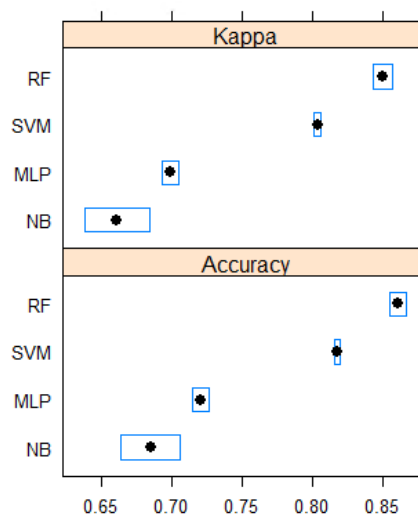 Kappa
RF
SVM
MLP
NB
Accuracy
RF
SVM
MLP
NB
0.65 0.70 0.75 0.80 0.85